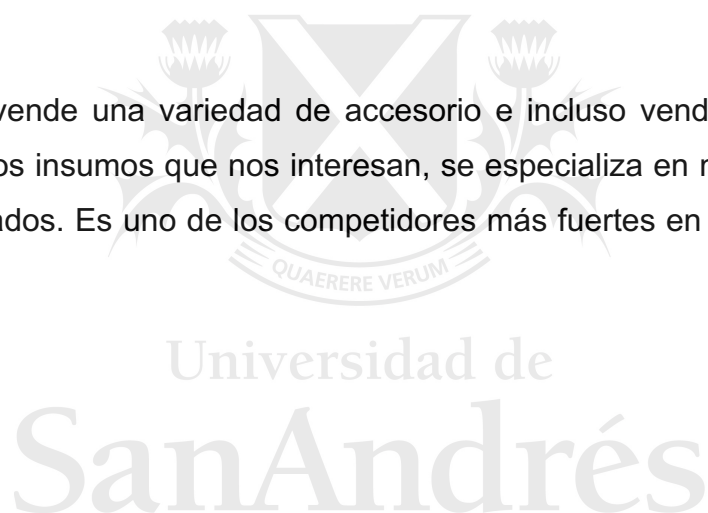 vende una variedad de accesorio e incluso vend
os insumos que nos interesan, se especializa en
ados. Es uno de los competidores más fuertes en
QUAERERE VERUM
Universidad de
SanAndrés